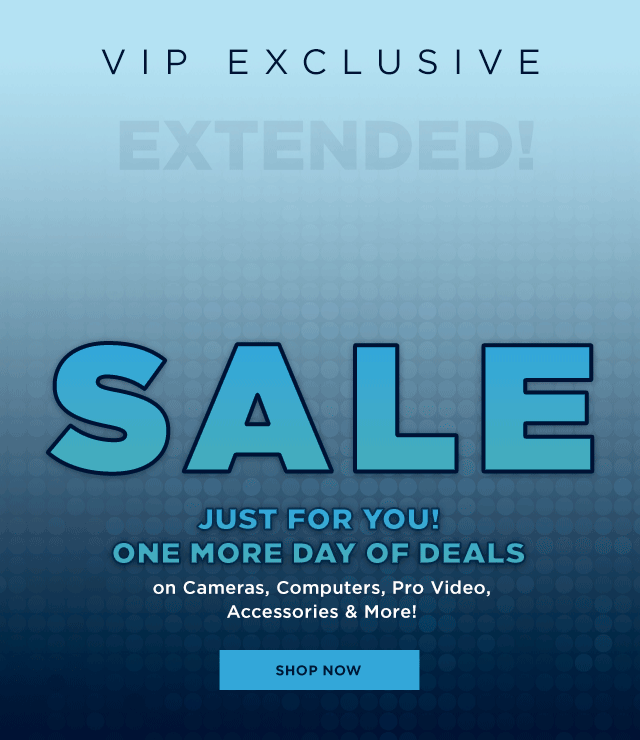 VIP EXCLUSIVE
EXTENDED!
SALE
JUST FOR YOU!
ONE MORE DAY OF DEALS
on Cameras, Computers, Pro Video,
Accessories & More!
SHOP NOW